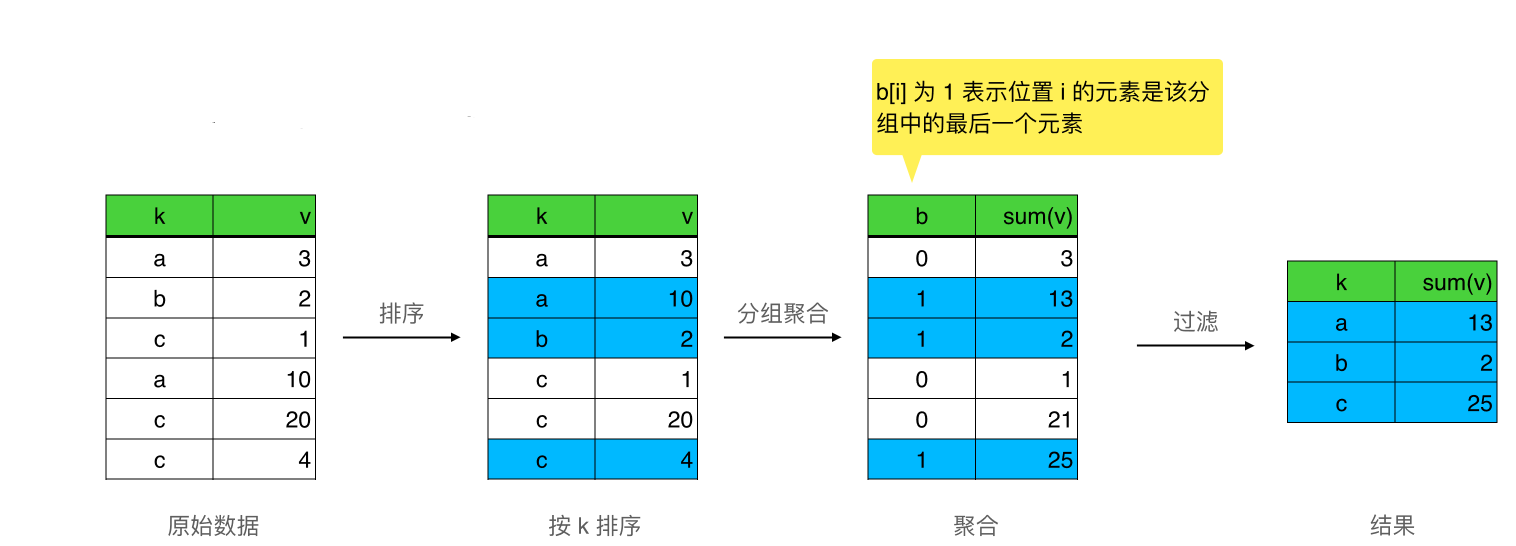 b[i] 为 1 表示位置 i 的元素是该分
组中的最后一个元素
k v
a 3
b 2
c 1
a 10
c 20
c 4
原始数据
排序
k v
a 3
a 10
b 2
c 1
c 20
c 4
按 k 排序
分组聚合
b sum(v)
0 3
1 13
1 2
0 1
0 21
1 25
聚合
过滤
k sum(v)
a 13
b 2
c 25
结果